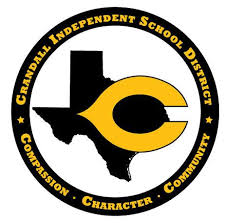 CRANDALL INDEPENDENT SCHOOL DISTRICT
C
COMPASSION · CHARACTER · COMMUNITY